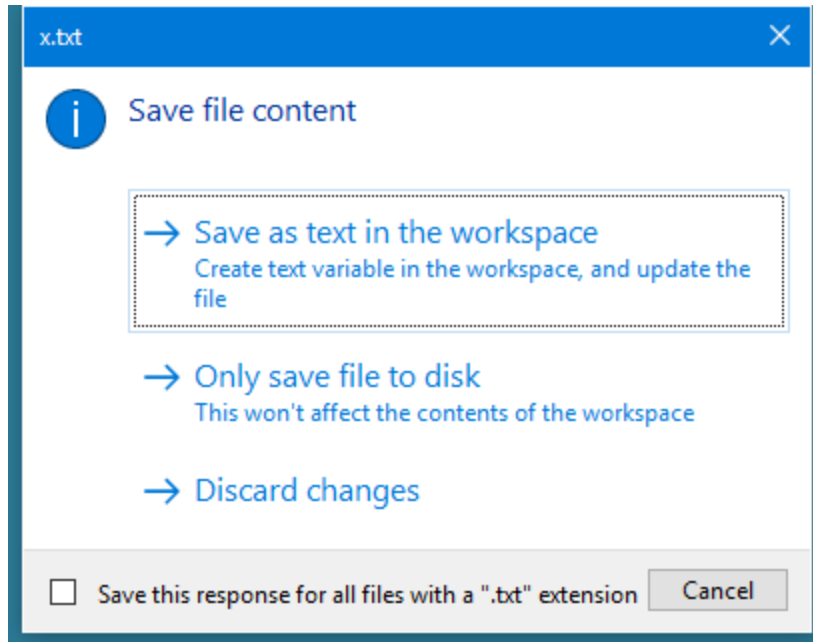 x.txt
Save file content
Save as text in the workspace
Create text variable in the workspace, and update the
file
Only save file to disk
This won't affect the contents of the workspace
Discard changes
Save this response for all files with a ".txt" extension
Cancel